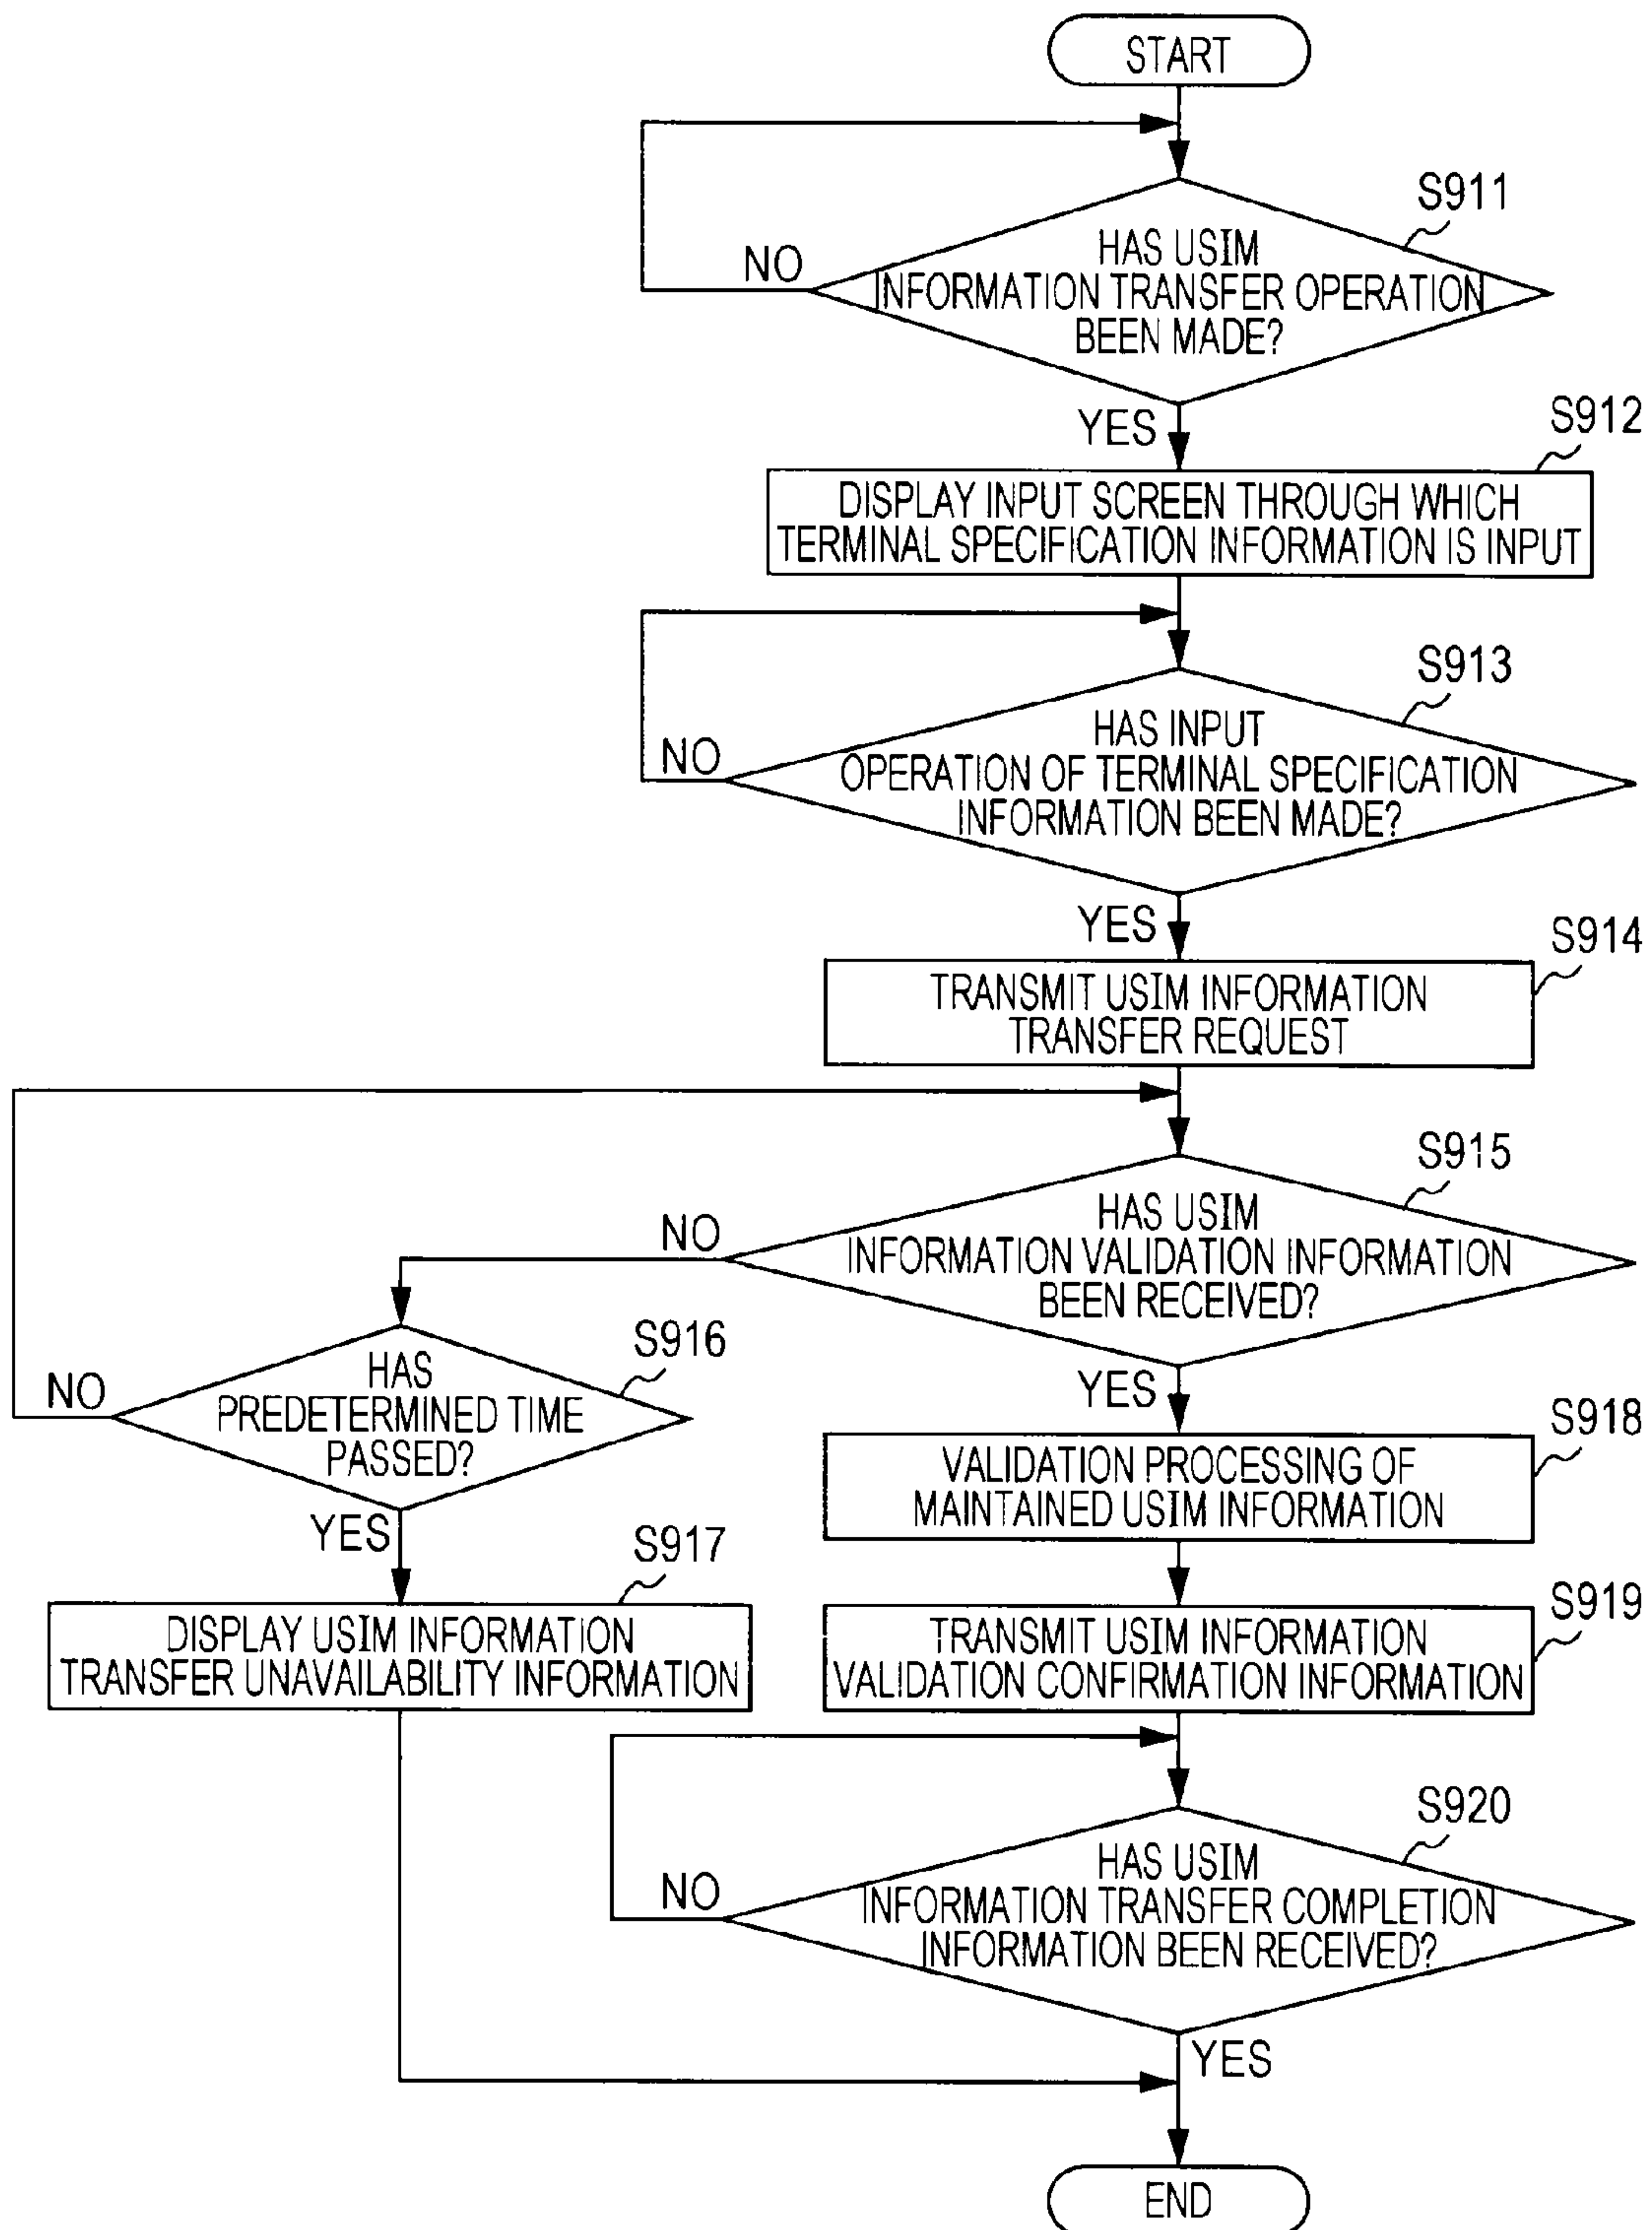 START
S911
HAS USIM
INFORMATION TRANSFER OPERATION
BEEN MADE?
NO
YES
S912
DISPLAY INPUT SCREEN THROUGH WHICH
TERMINAL SPECIFICATION INFORMATION IS INPUT
S913
HAS INPUT
OPERATION OF TERMINAL SPECIFICATION
INFORMATION BEEN MADE?
NO
YES
S914
TRANSMIT USIM INFORMATION
TRANSFER REQUEST
S915
HAS USIM
INFORMATION VALIDATION INFORMATION
BEEN RECEIVED?
NO
YES
S916
HAS
PREDETERMINED TIME
PASSED?
NO
YES
S917
DISPLAY USIM INFORMATION
TRANSFER UNAVAILABILITY INFORMATION
S918
VALIDATION PROCESSING OF
MAINTAINED USIM INFORMATION
S919
TRANSMIT USIM INFORMATION
VALIDATION CONFIRMATION INFORMATION
S920
HAS USIM
INFORMATION TRANSFER COMPLETION
INFORMATION BEEN RECEIVED?
NO
YES
END